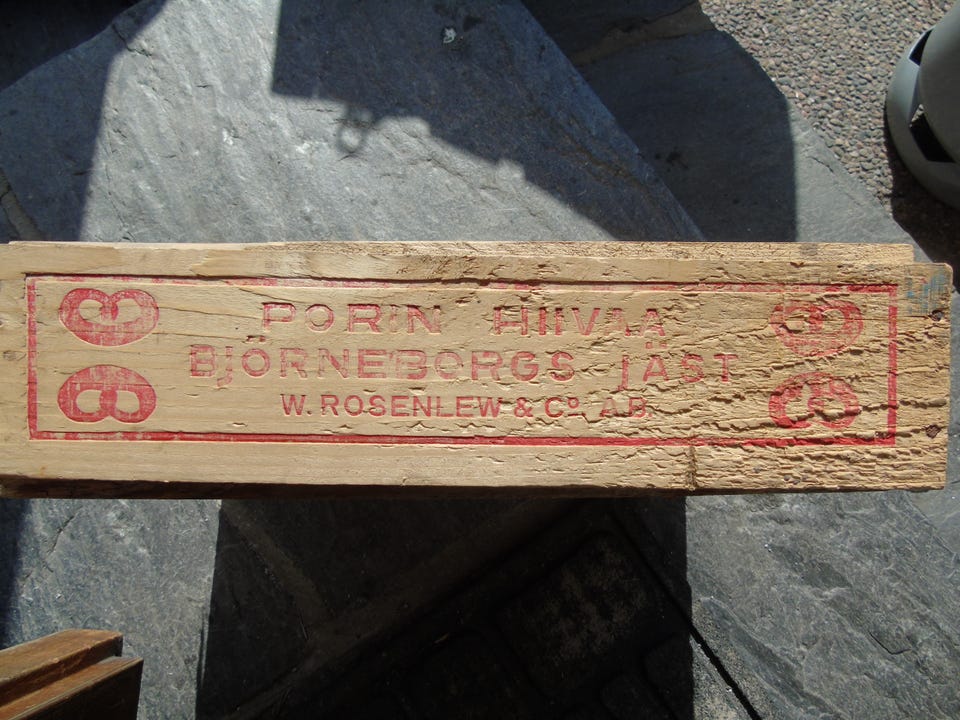 PORIN HIIVAA
BJÖRNEBORGS JÄST
W. ROSENLEW & Cº A.B.